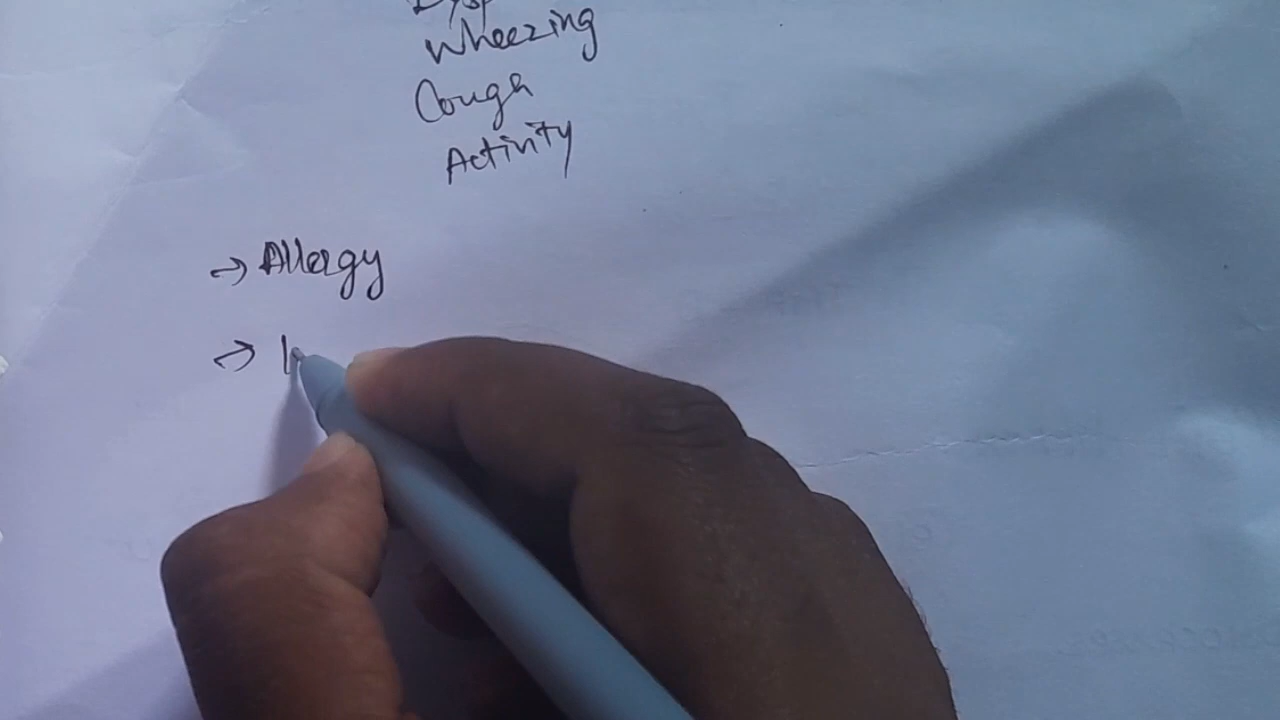 Wheezing
Cough
Activity
→ Allergy
→